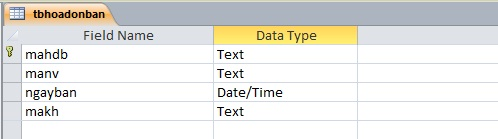 tbhoadonban
Field Name Data Type
mahdb Text
manv Text
ngayban Date/Time
makh Text